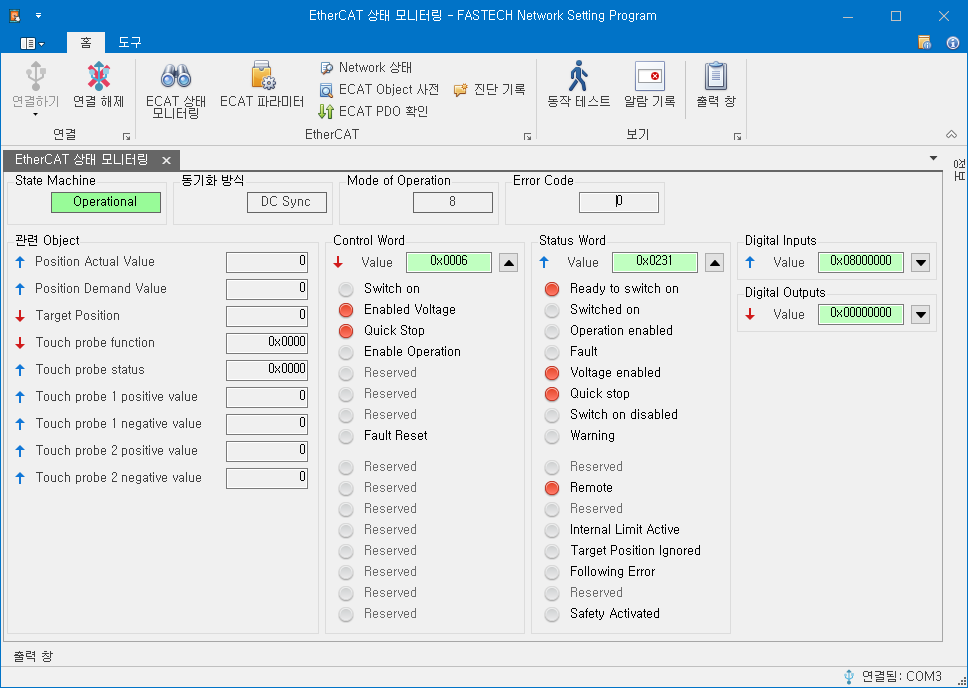 EtherCAT 상태 모니터링 - FASTECH Network Setting Program
홈 도구
연결하기 연결 해제
연결
ECAT 상태 모니터링
ECAT 파라미터
Network 상태
ECAT Object 사전
진단 기록
ECAT PDO 확인
EtherCAT
동작 테스트 알람 기록
출력 창
보기
EtherCAT 상태 모니터링
정보
State Machine
Operational
동기화 방식
DC Sync
Mode of Operation
8
Error Code
0
관련 Object
Position Actual Value 0
Position Demand Value 0
Target Position 0
Touch probe function 0x0000
Touch probe status 0x0000
Touch probe 1 positive value 0
Touch probe 1 negative value 0
Touch probe 2 positive value 0
Touch probe 2 negative value 0
Control Word
Value 0x0006
Switch on
Enabled Voltage
Quick Stop
Enable Operation
Reserved
Reserved
Reserved
Fault Reset
Reserved
Reserved
Reserved
Reserved
Reserved
Reserved
Reserved
Reserved
Status Word
Value 0x0231
Ready to switch on
Switched on
Operation enabled
Fault
Voltage enabled
Quick stop
Switch on disabled
Warning
Reserved
Remote
Reserved
Internal Limit Active
Target Position Ignored
Following Error
Reserved
Safety Activated
Digital Inputs
Value 0x08000000
Digital Outputs
Value 0x00000000
출력 창
연결됨: COM3